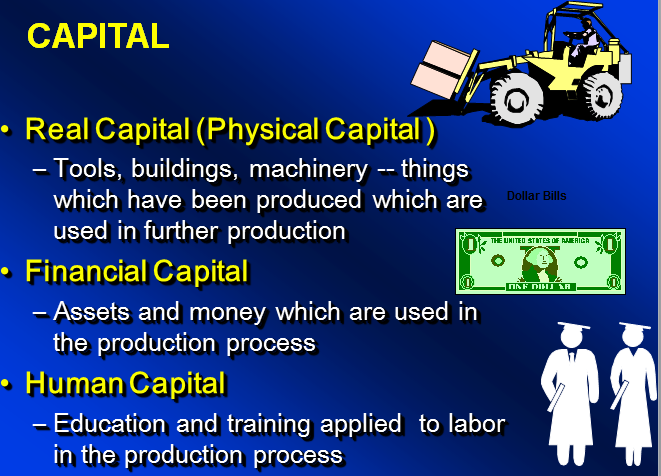 CAPITAL
• Real Capital (Physical Capital )
– Tools, buildings, machinery -- things
which have been produced which are
used in further production
Dollar Bills
THE UNITED STATES OF AMERICA
ONE DOLLAR
• Financial Capital
– Assets and money which are used in
the production process
• Human Capital
– Education and training applied  to labor
in the production process